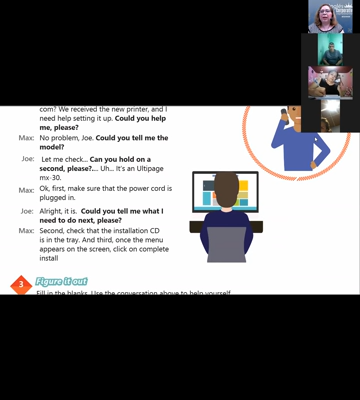 com? We received the new printer, and I
need help setting it up. Could you help
me, please?
Max: No problem, Joe. Could you tell me the
model?
Joe: Let me check... Can you hold on a
second, please?... Uh... It's an Ultipage
mx-30.
Max: Ok, first, make sure that the power cord is
plugged in.
Joe: Alright, it is. Could you tell me what I
need to do next, please?
Max: Second, check that the installation CD
is in the tray. And third, once the menu
appears on the screen, click on complete
install
3 Figure it out
Fill in the blanks. Use the conversation above to help yourself.